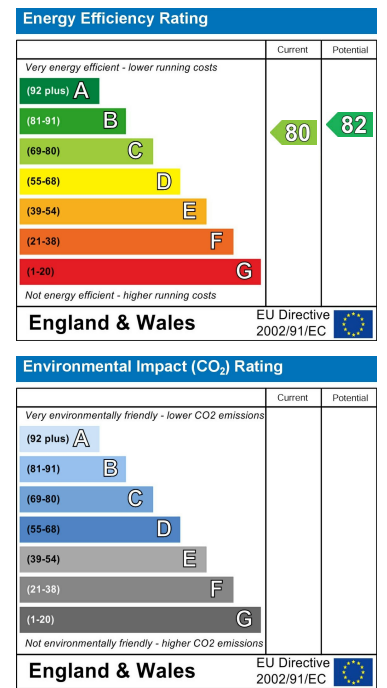 Energy Efficiency Rating
Current Potential
Very energy efficient - lower running costs
(92 plus) A
(81-91) B
(69-80) C
(55-68) D
(39-54) E
(21-38) F
(1-20) G
80
82
Not energy efficient - higher running costs
England & Wales
EU Directive
2002/91/EC
Environmental Impact (CO₂) Rating
Current Potential
Very environmentally friendly - lower CO2 emissions
(92 plus) A
(81-91) B
(69-80) C
(55-68) D
(39-54) E
(21-38) F
(1-20) G
Not environmentally friendly - higher CO2 emissions
England & Wales
EU Directive
2002/91/EC